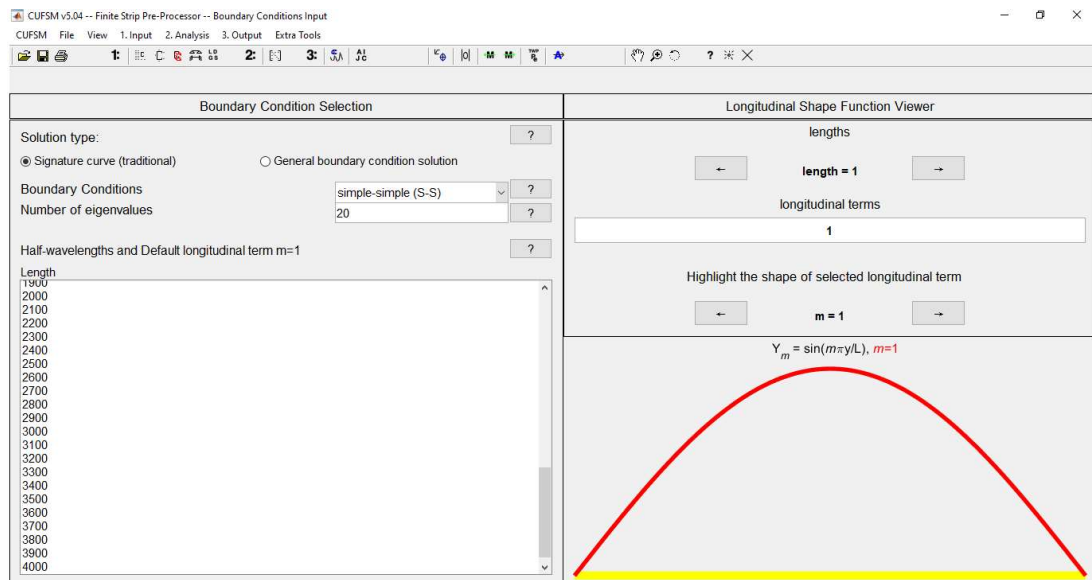 CUFSM v5.04 -- Finite Strip Pre-Processor -- Boundary Conditions Input
CUFSM File View 1. Input 2. Analysis 3. Output Extra Tools
1: 2: 3: ?
Boundary Condition Selection
Solution type:
?
Signature curve (traditional)
General boundary condition solution
Boundary Conditions
simple-simple (S-S)
?
Number of eigenvalues
20
?
Half-wavelengths and Default longitudinal term m=1
?
Length
1900
2000
2100
2200
2300
2400
2500
2600
2700
2800
2900
3000
3100
3200
3300
3400
3500
3600
3700
3800
3900
4000
Longitudinal Shape Function Viewer
lengths
← length = 1 →
longitudinal terms
1
Highlight the shape of selected longitudinal term
← m = 1 →
Yₘ = sin(mπy/L), m=1